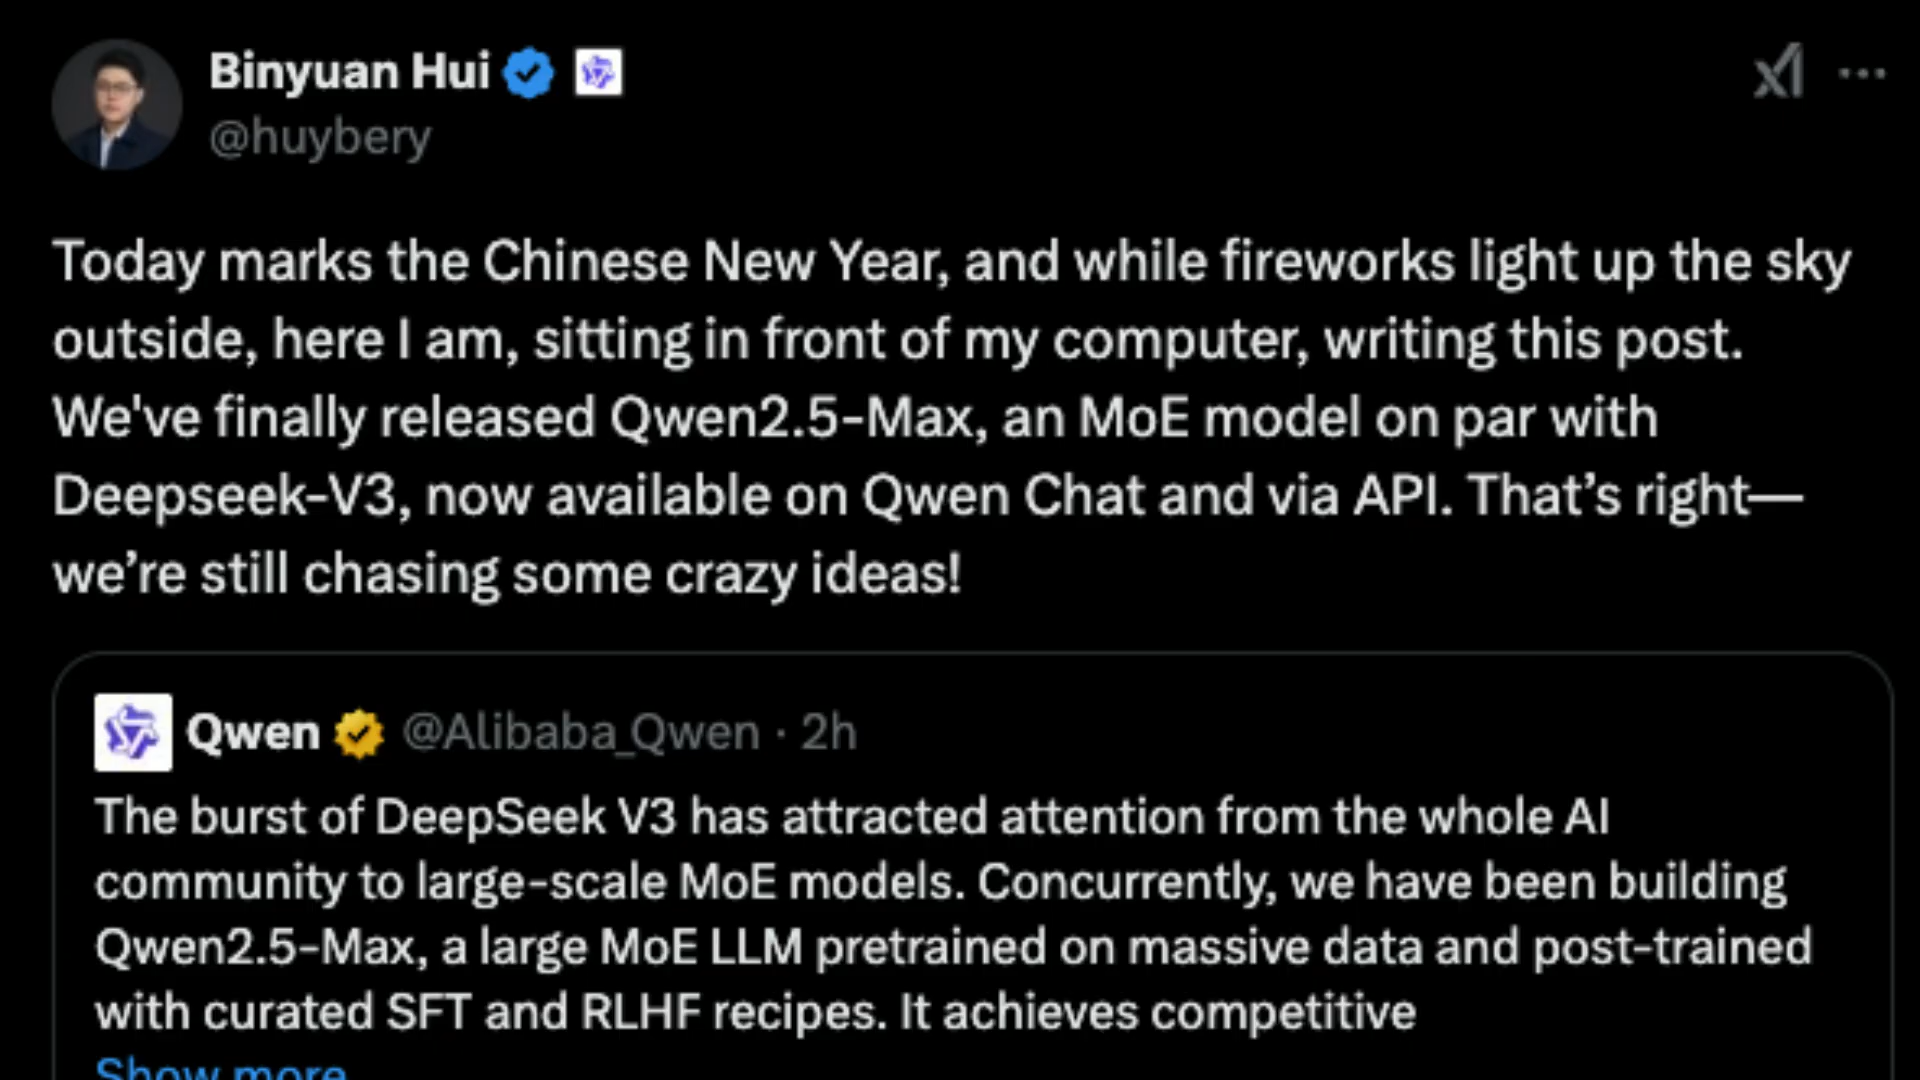 Binyuan Hui
@huybery
Today marks the Chinese New Year, and while fireworks light up the sky
outside, here I am, sitting in front of my computer, writing this post.
We've finally released Qwen2.5-Max, an MoE model on par with
Deepseek-V3, now available on Qwen Chat and via API. That’s right—
we’re still chasing some crazy ideas!
Qwen @Alibaba_Qwen · 2h
The burst of DeepSeek V3 has attracted attention from the whole AI
community to large-scale MoE models. Concurrently, we have been building
Qwen2.5-Max, a large MoE LLM pretrained on massive data and post-trained
with curated SFT and RLHF recipes. It achieves competitive
Show more